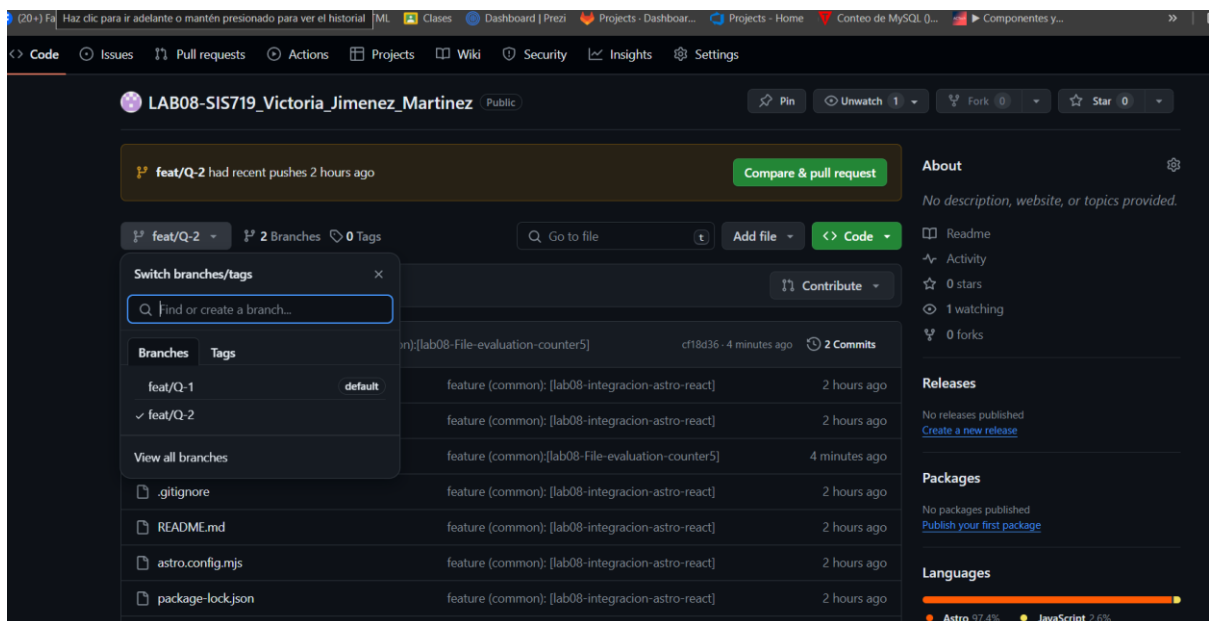 (20+) Fa
Haz clic para ir adelante o mantén presionado para ver el historial
Clases
Dashboard | Prezi
Projects · Dashboar...
Projects - Home
Conteo de MySQL ()...
▶ Componentes y...
»
<> Code
Issues
Pull requests
Actions
Projects
Wiki
Security
Insights
Settings
LAB08-SIS719_Victoria_Jimenez_Martinez Public
Pin
Unwatch 1
Fork 0
Star 0
feat/Q-2 had recent pushes 2 hours ago
Compare & pull request
feat/Q-2
2 Branches
0 Tags
Go to file
t
Add file
<> Code
Switch branches/tags
Find or create a branch...
Branches
Tags
feat/Q-1 default
feat/Q-2
View all branches
Contribute
n):[lab08-File-evaluation-counter5]
cf18d36 · 4 minutes ago
2 Commits
feature (common): [lab08-integracion-astro-react] 2 hours ago
feature (common): [lab08-integracion-astro-react] 2 hours ago
feature (common):[lab08-File-evaluation-counter5] 4 minutes ago
.gitignore feature (common): [lab08-integracion-astro-react] 2 hours ago
README.md feature (common): [lab08-integracion-astro-react] 2 hours ago
astro.config.mjs feature (common): [lab08-integracion-astro-react] 2 hours ago
package-lock.json feature (common): [lab08-integracion-astro-react] 2 hours ago
About
No description, website, or topics provided.
Readme
Activity
0 stars
1 watching
0 forks
Releases
No releases published
Create a new release
Packages
No packages published
Publish your first package
Languages
Astro 97.4%
JavaScript 2.6%